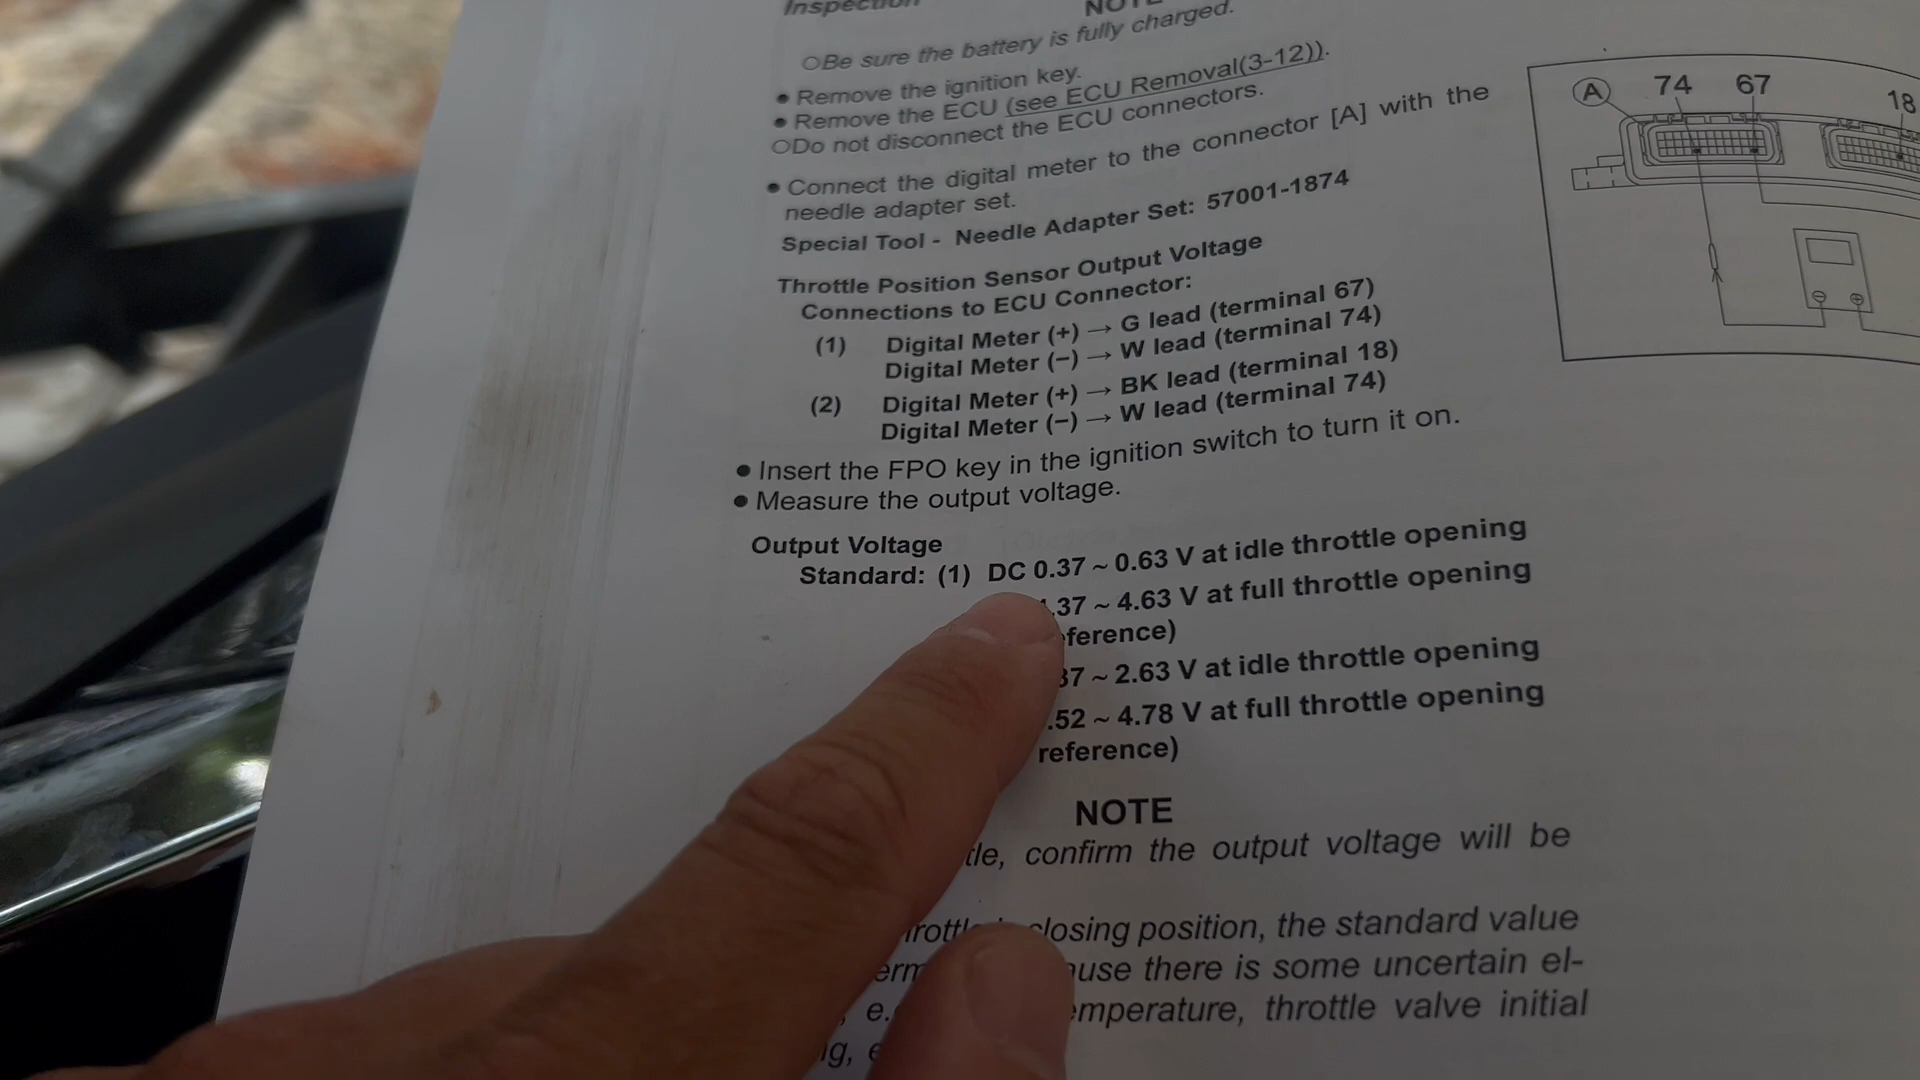 Inspection
NOTE
○Be sure the battery is fully charged.
• Remove the ignition key.
• Remove the ECU (see ECU Removal(3-12)).
○Do not disconnect the ECU connectors.
• Connect the digital meter to the connector [A] with the
needle adapter set.
Special Tool - Needle Adapter Set: 57001-1874
Throttle Position Sensor Output Voltage
Connections to ECU Connector:
(1) Digital Meter (+) → G lead (terminal 67)
Digital Meter (−) → W lead (terminal 74)
(2) Digital Meter (+) → BK lead (terminal 18)
Digital Meter (−) → W lead (terminal 74)
• Insert the FPO key in the ignition switch to turn it on.
• Measure the output voltage.
Output Voltage
Standard: (1) DC 0.37 ~ 0.63 V at idle throttle opening
.37 ~ 4.63 V at full throttle opening
ference)
37 ~ 2.63 V at idle throttle opening
.52 ~ 4.78 V at full throttle opening
reference)
NOTE
tle, confirm the output voltage will be
closing position, the standard value
there is some uncertain el-
emperature, throttle valve initial
A 74 67 18